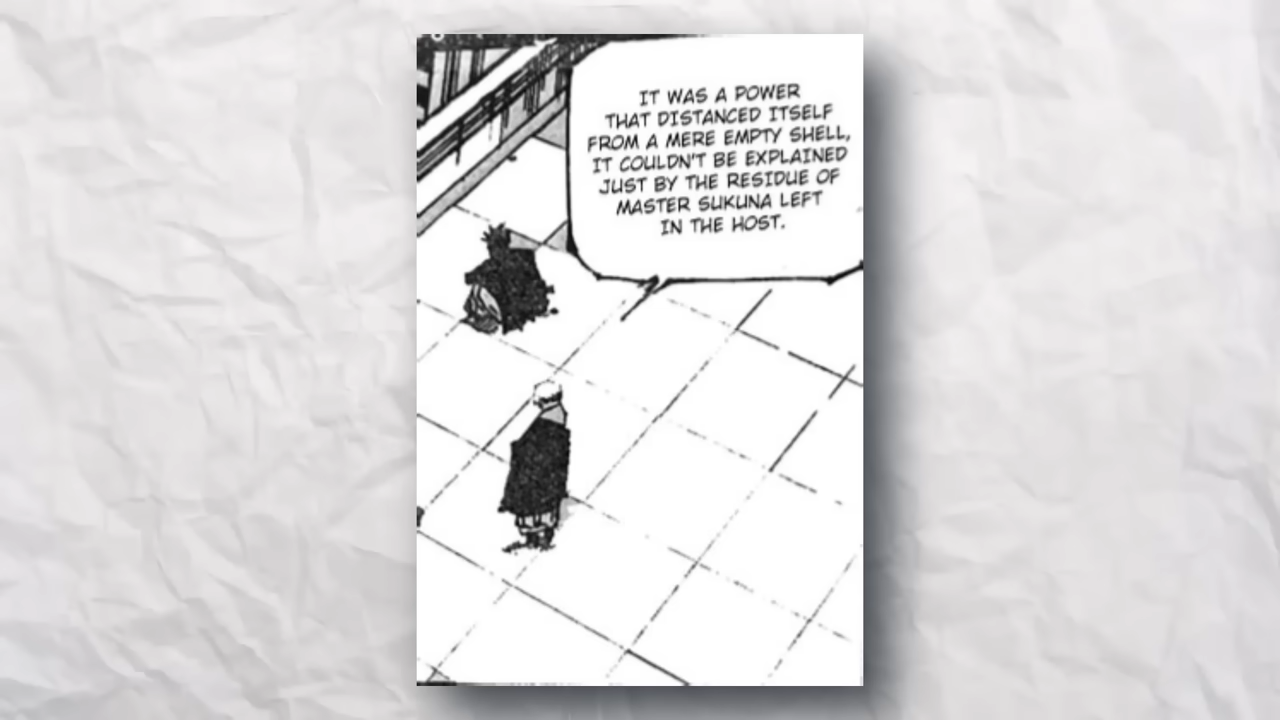 IT WAS A POWER
THAT DISTANCED ITSELF
FROM A MERE EMPTY SHELL,
IT COULDN'T BE EXPLAINED
JUST BY THE RESIDUE OF
MASTER SUKUNA LEFT
IN THE HOST.